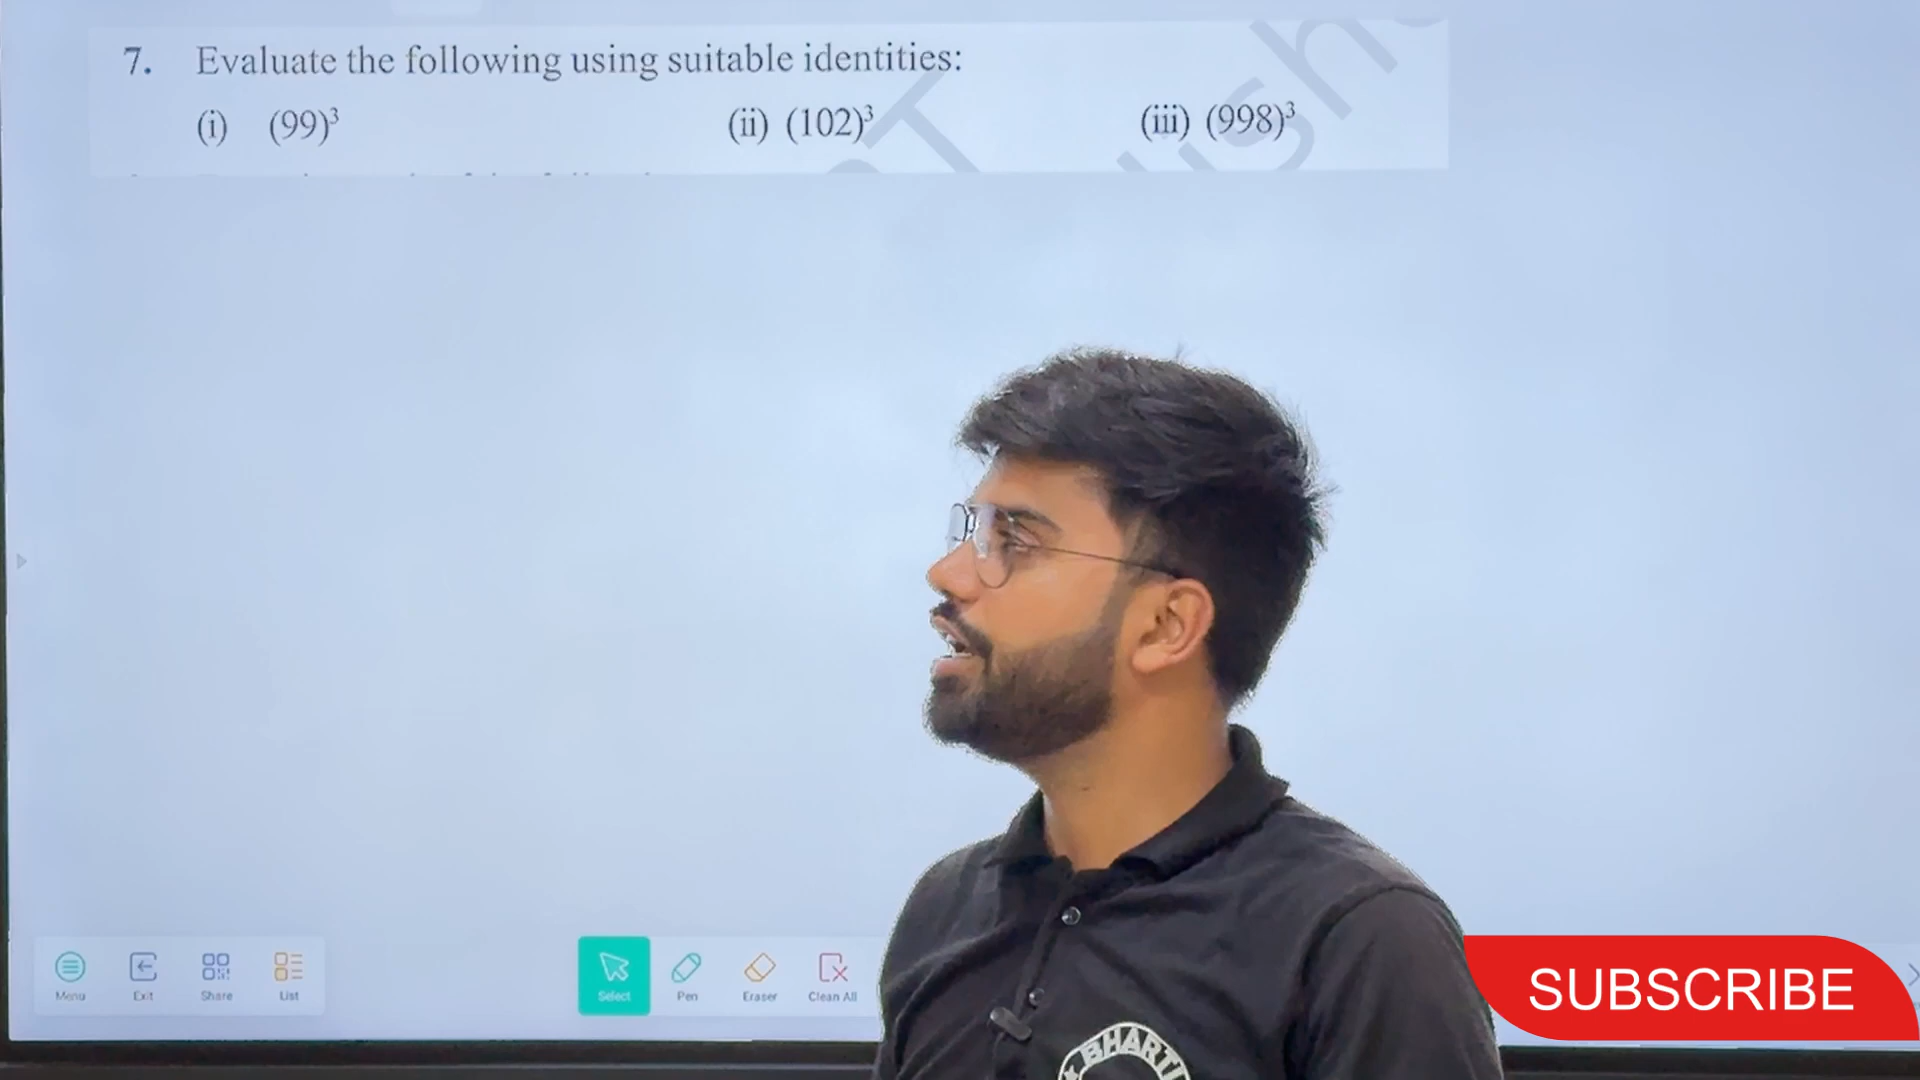 7. Evaluate the following using suitable identities:
(i) (99)³ (ii) (102)³ (iii) (998)³
Menu Exit Share List Select Pen Eraser Clean All
SUBSCRIBE
BHARTI